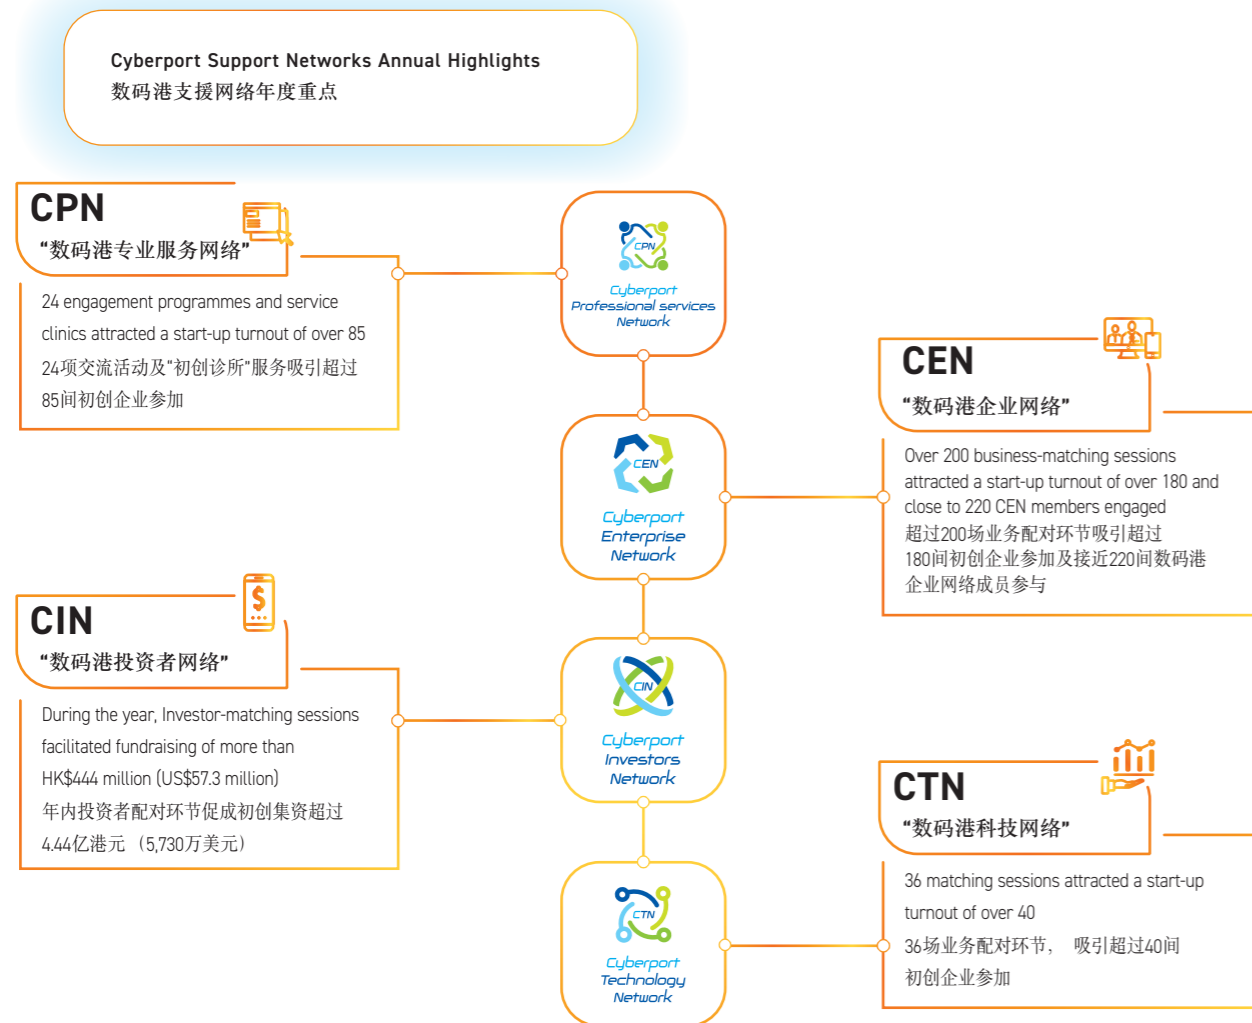 Cyberport Support Networks Annual Highlights
数码港支援网络年度重点
CPN
“数码港专业服务网络”
24 engagement programmes and service
clinics attracted a start-up turnout of over 85
24项交流活动及“初创诊所”服务吸引超过
85间初创企业参加
CPN
Cyberport
Professional services
Network
CEN
“数码港企业网络”
Over 200 business-matching sessions
attracted a start-up turnout of over 180 and
close to 220 CEN members engaged
超过200场业务配对环节吸引超过
180间初创企业参加及接近220间数码港
企业网络成员参与
CEN
Cyberport
Enterprise
Network
CIN
“数码港投资者网络”
During the year, Investor-matching sessions
facilitated fundraising of more than
HK$444 million (US$57.3 million)
年内投资者配对环节促成初创集资超过
4.44亿港元（5,730万美元）
CIN
Cyberport
Investors
Network
CTN
“数码港科技网络”
36 matching sessions attracted a start-up
turnout of over 40
36场业务配对环节， 吸引超过40间
初创企业参加
CTN
Cyberport
Technology
Network